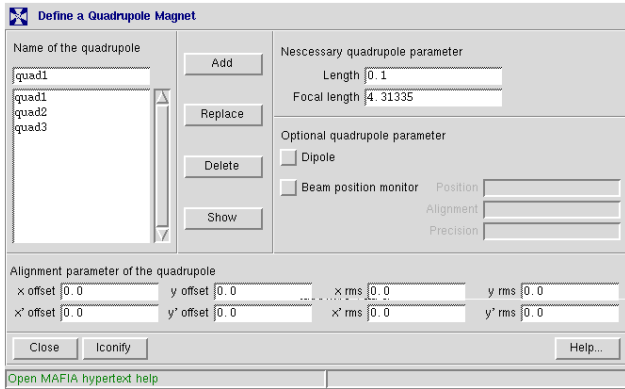 Define a Quadrupole Magnet
Name of the quadrupole
quad1
quad1
quad2
quad3
Add
Replace
Delete
Show
Nescessary quadrupole parameter
Length 0.1
Focal length 4.31335
Optional quadrupole parameter
Dipole
Beam position monitor Position
Alignment
Precision
Alignment parameter of the quadrupole
x offset 0.0 y offset 0.0 x rms 0.0 y rms 0.0
x' offset 0.0 y' offset 0.0 x' rms 0.0 y' rms 0.0
Close Iconify Help...
Open MAFIA hypertext help